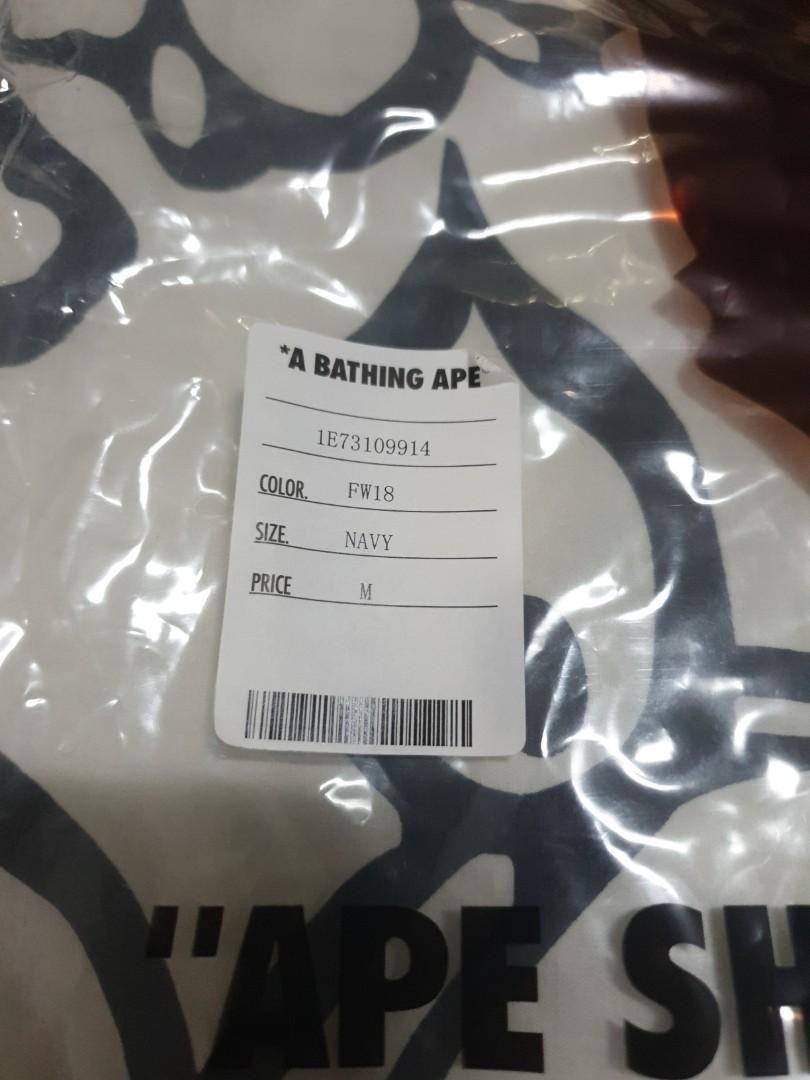 *A BATHING APE®
1E73109914
COLOR. FW18
SIZE. NAVY
PRICE M
"APE SH